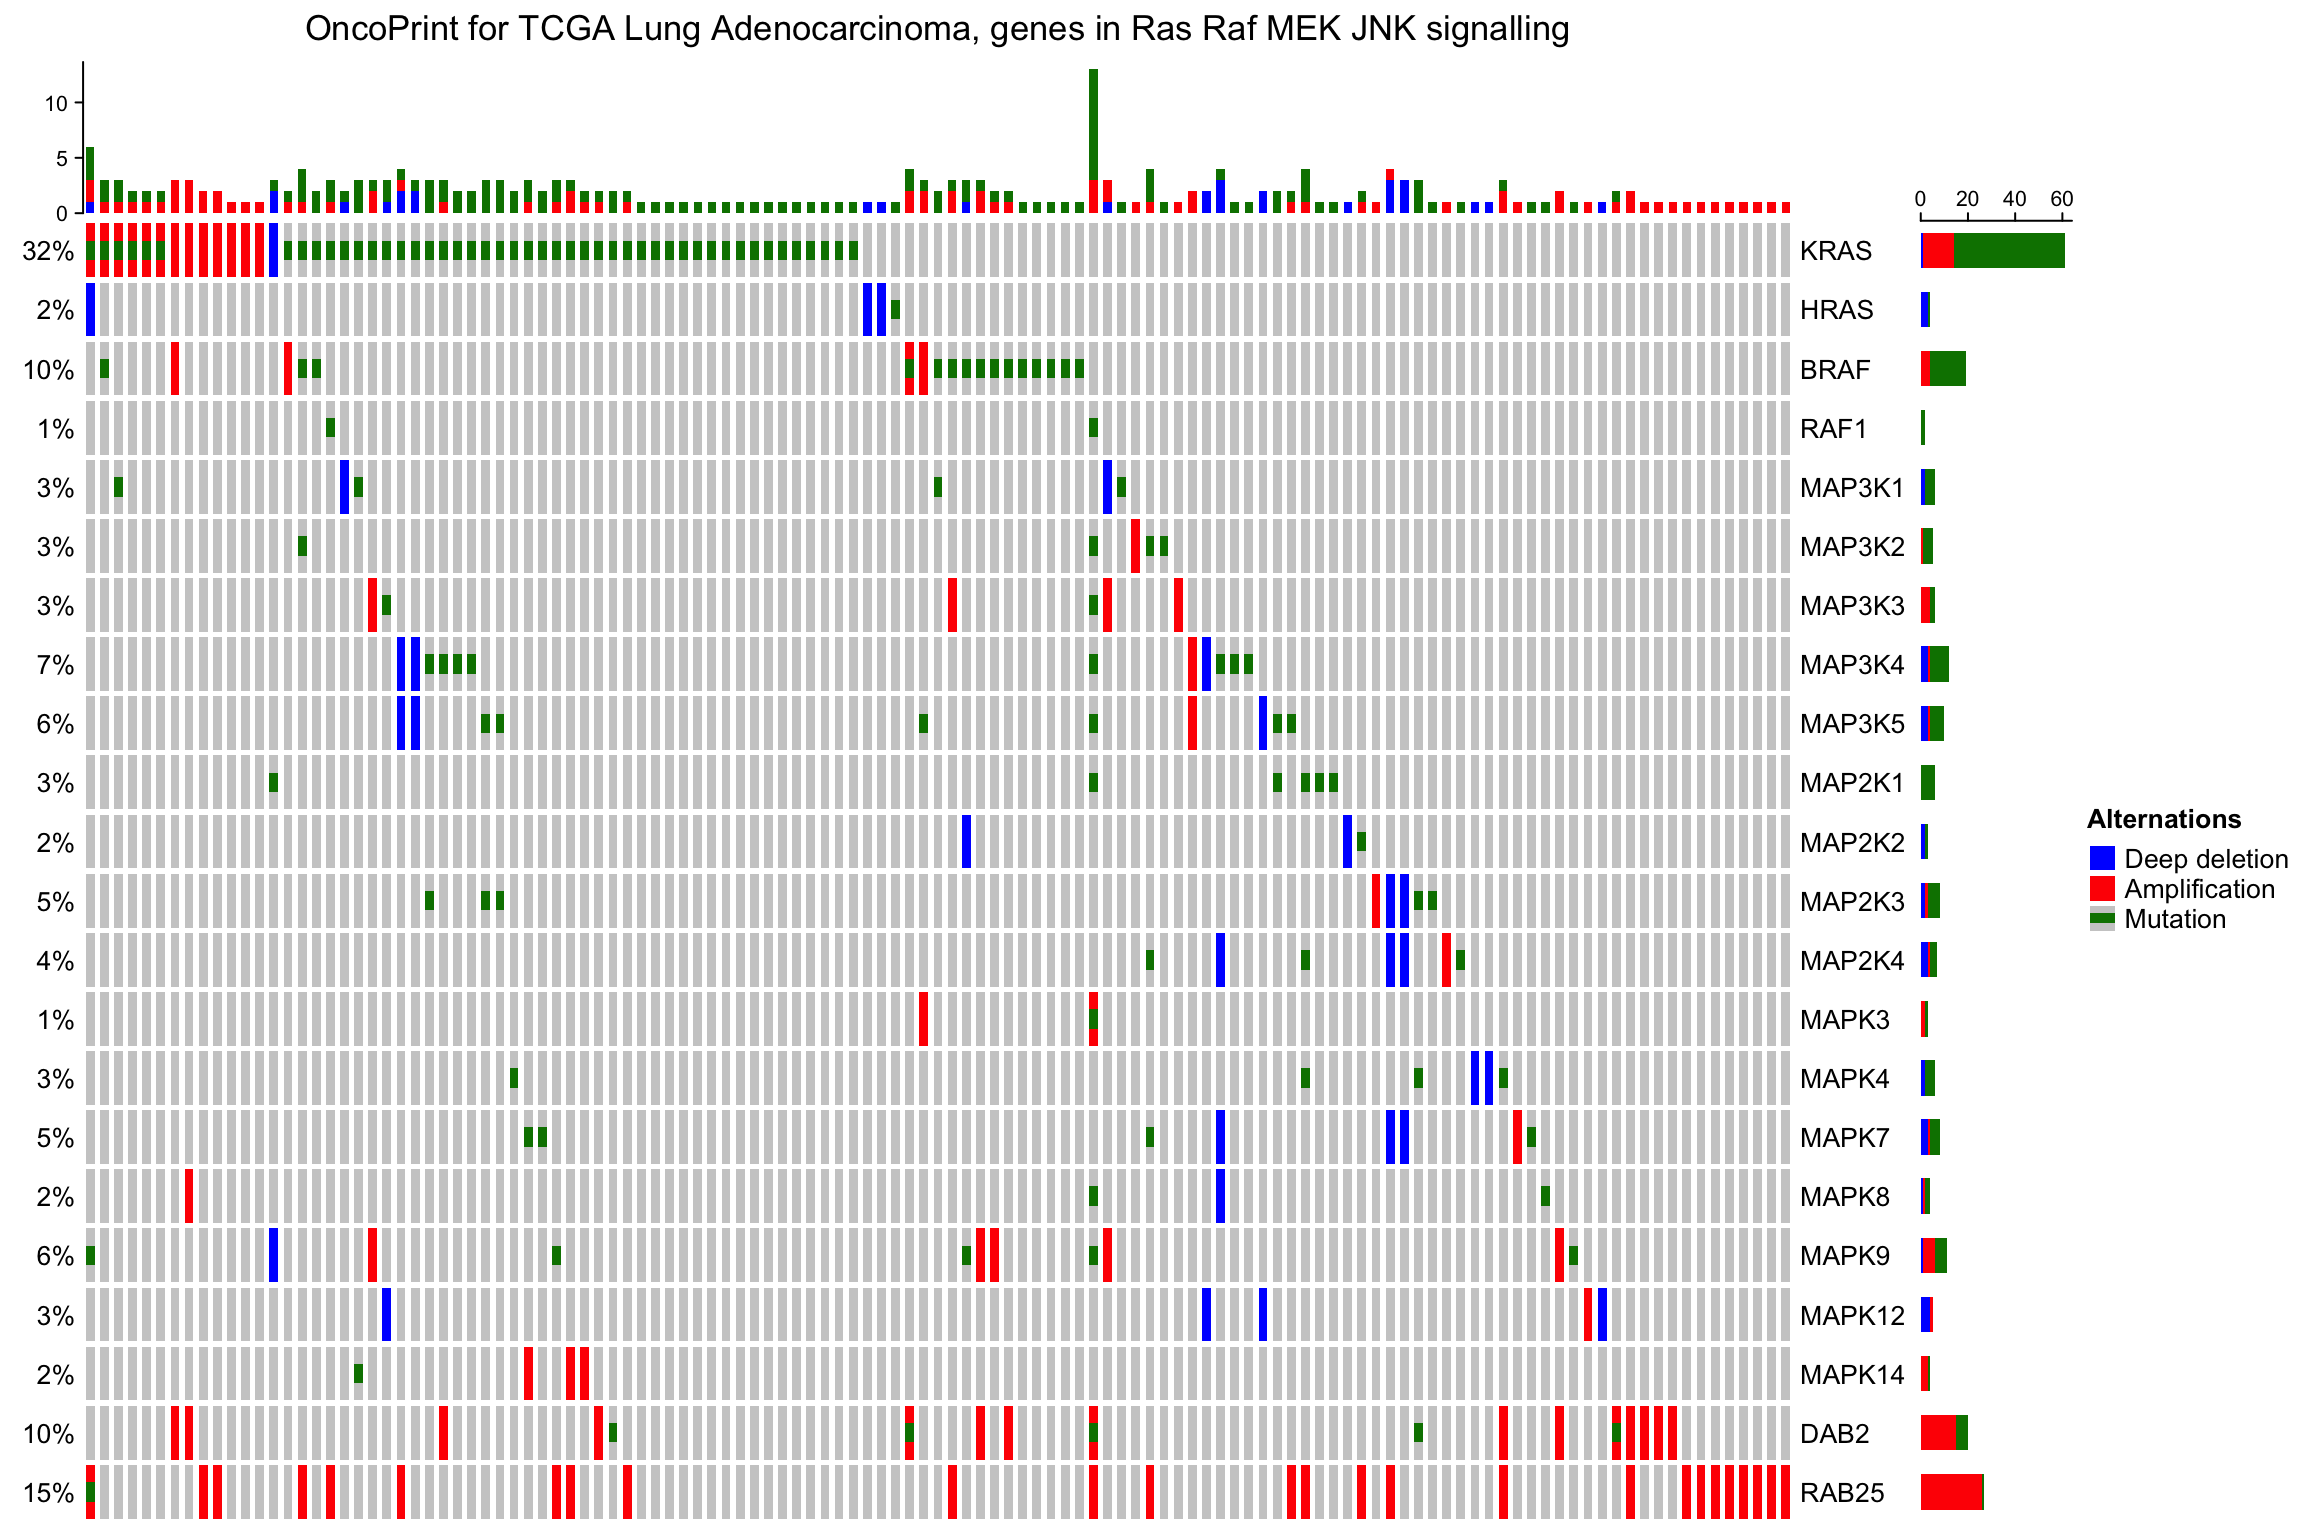 OncoPrint for TCGA Lung Adenocarcinoma, genes in Ras Raf MEK JNK signalling
10
5
0
0 20 40 60
32% KRAS
2% HRAS
10% BRAF
1% RAF1
3% MAP3K1
3% MAP3K2
3% MAP3K3
7% MAP3K4
6% MAP3K5
3% MAP2K1
2% MAP2K2
5% MAP2K3
4% MAP2K4
1% MAPK3
3% MAPK4
5% MAPK7
2% MAPK8
6% MAPK9
3% MAPK12
2% MAPK14
10% DAB2
15% RAB25
Alternations
Deep deletion
Amplification
Mutation